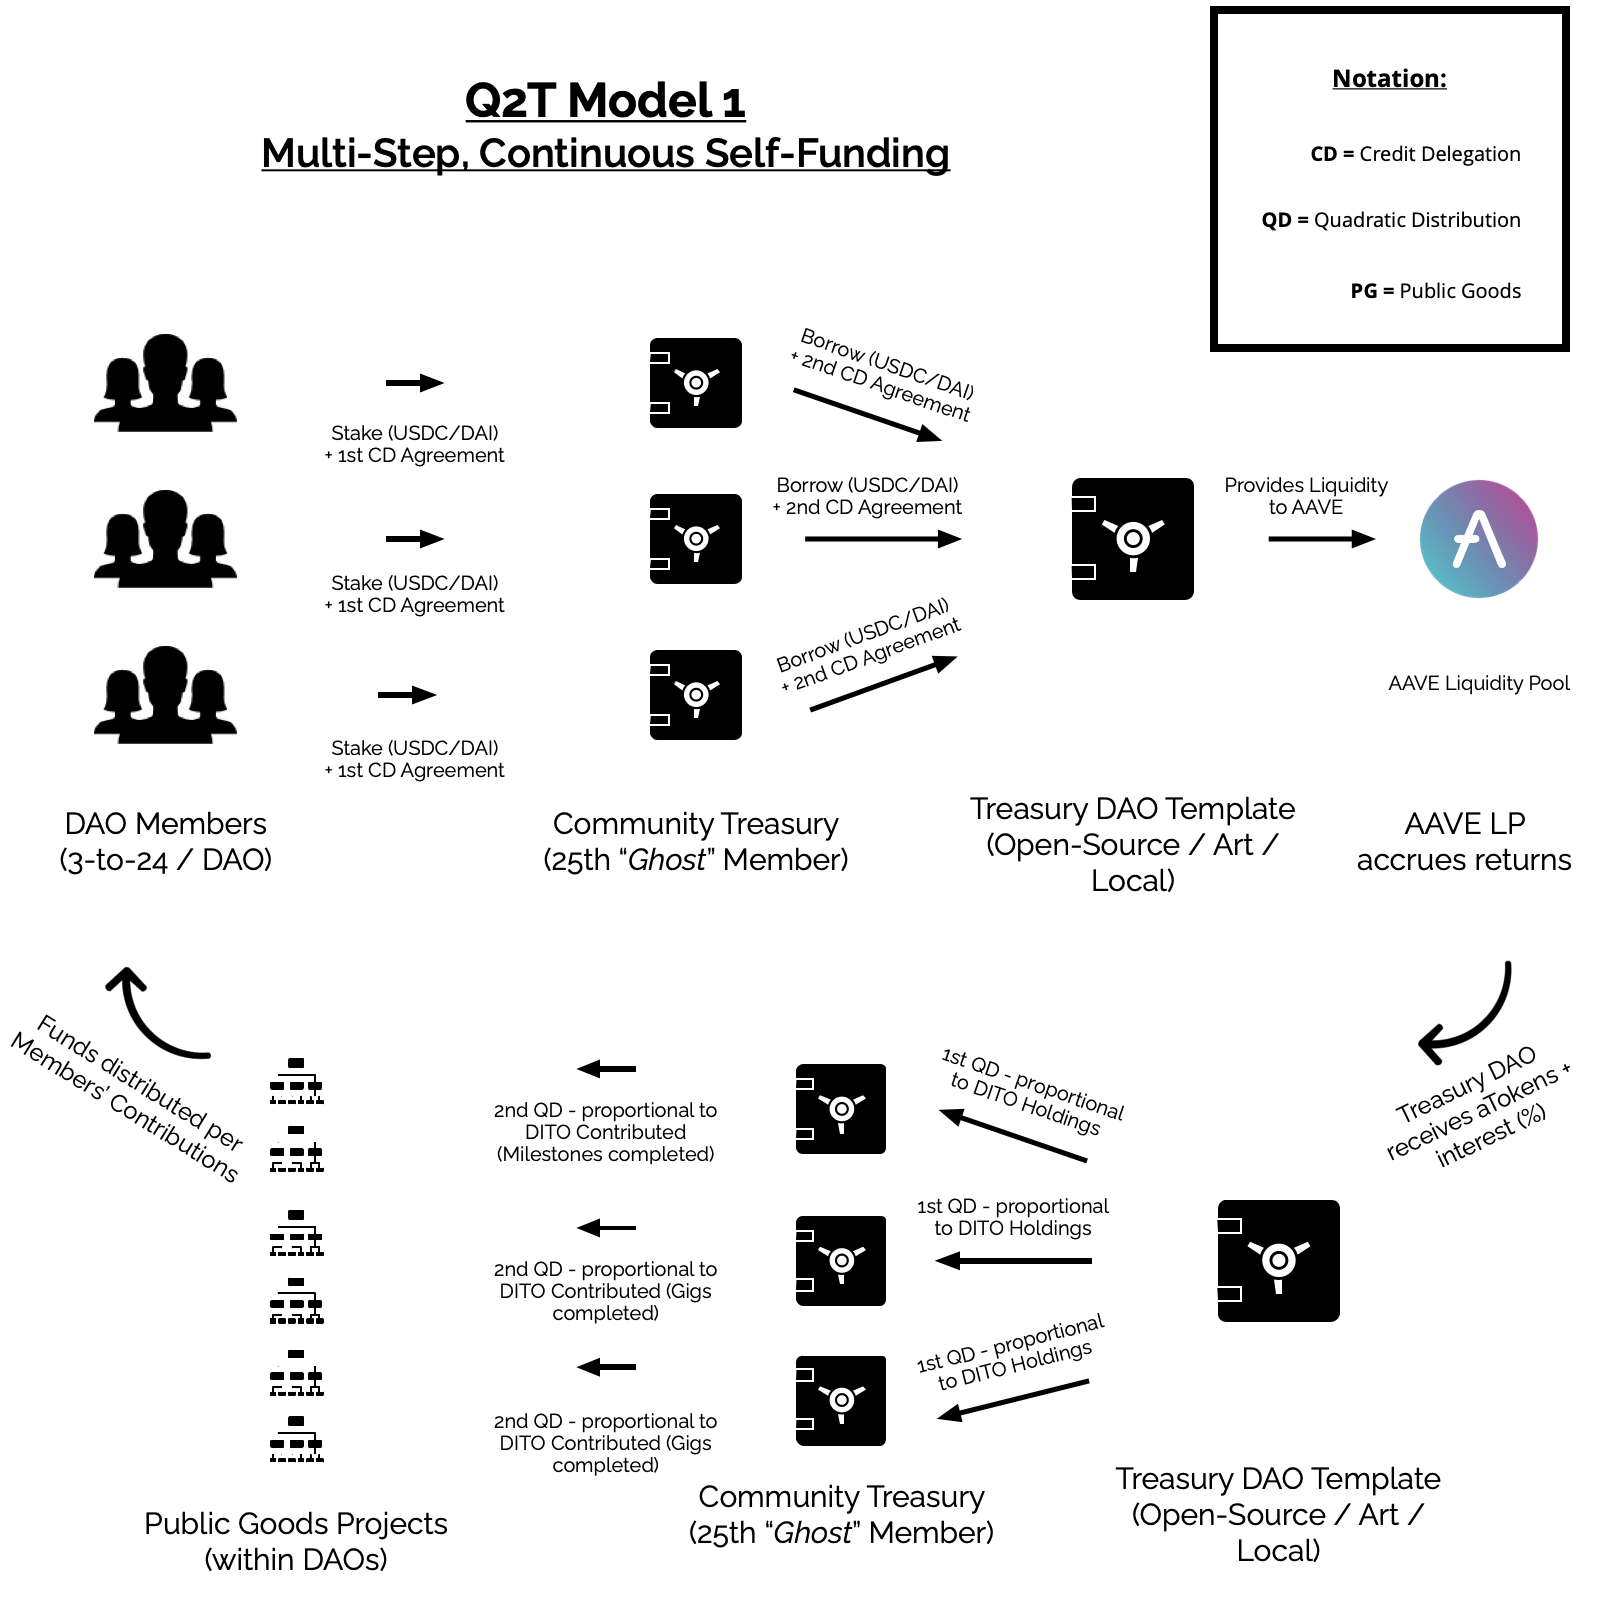 Q2T Model 1
Multi-Step, Continuous Self-Funding
Notation:
CD = Credit Delegation
QD = Quadratic Distribution
PG = Public Goods
Stake (USDC/DAI)
+ 1st CD Agreement
Stake (USDC/DAI)
+ 1st CD Agreement
Stake (USDC/DAI)
+ 1st CD Agreement
Borrow (USDC/DAI)
+ 2nd CD Agreement
Borrow (USDC/DAI)
+ 2nd CD Agreement
Borrow (USDC/DAI)
+ 2nd CD Agreement
Provides Liquidity
to AAVE
AAVE Liquidity Pool
DAO Members
(3-to-24 / DAO)
Community Treasury
(25th “Ghost” Member)
Treasury DAO Template
(Open-Source / Art /
Local)
AAVE LP
accrues returns
Treasury DAO
receives aTokens +
interest (%)
1st QD - proportional
to DITO Holdings
1st QD - proportional
to DITO Holdings
1st QD - proportional
to DITO Holdings
Treasury DAO Template
(Open-Source / Art /
Local)
2nd QD - proportional to
DITO Contributed
(Milestones completed)
2nd QD - proportional to
DITO Contributed (Gigs
completed)
2nd QD - proportional to
DITO Contributed (Gigs
completed)
Community Treasury
(25th “Ghost” Member)
Funds distributed per
Members' Contributions
Public Goods Projects
(within DAOs)